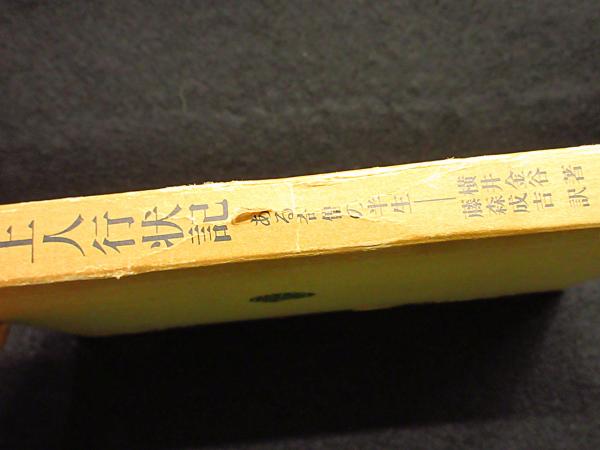 上人行状記
ある奇僧の半生―
横井金谷著
藤森成吉訳